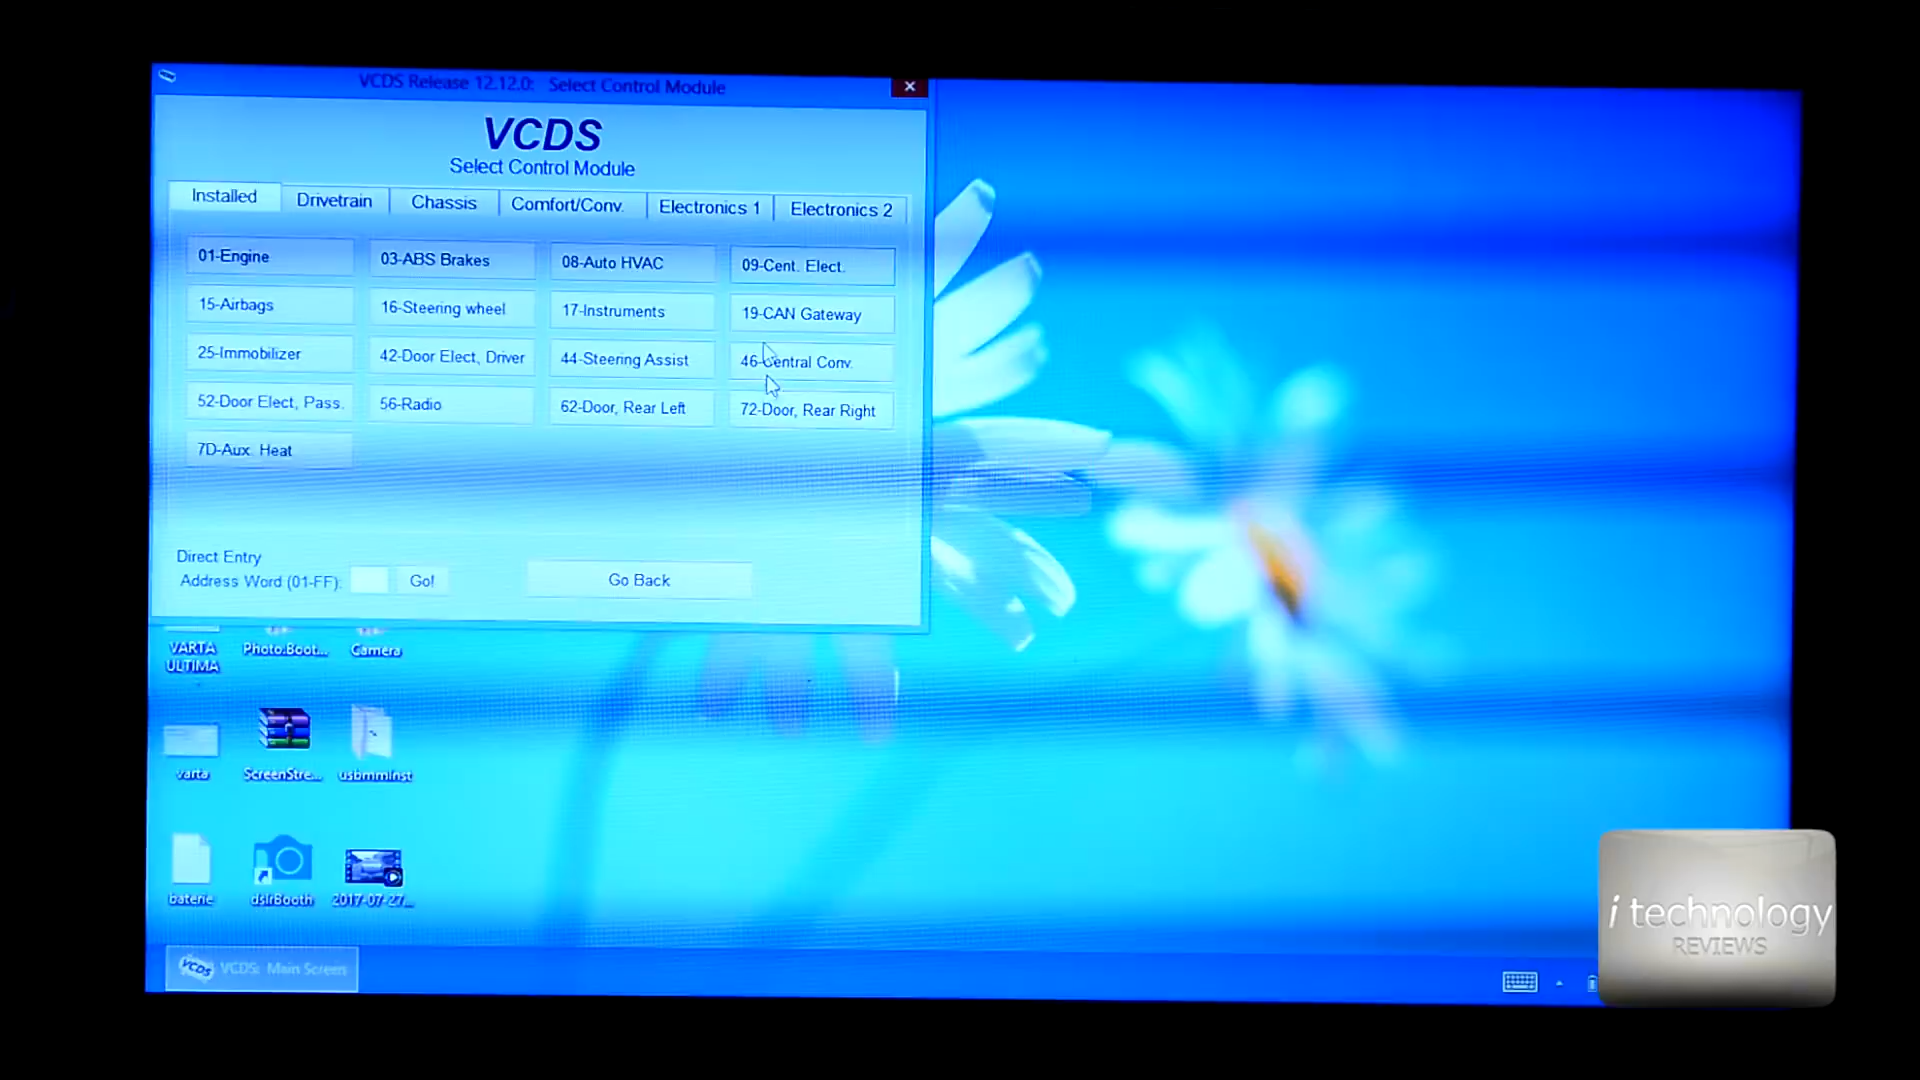 VCDS Release 12.12.0: Select Control Module
VCDS
Select Control Module
Installed
Drivetrain
Chassis
Comfort/Conv.
Electronics 1
Electronics 2
01-Engine
03-ABS Brakes
08-Auto HVAC
09-Cent. Elect.
15-Airbags
16-Steering wheel
17-Instruments
19-CAN Gateway
25-Immobilizer
42-Door Elect, Driver
44-Steering Assist
46-Central Conv.
52-Door Elect, Pass.
56-Radio
62-Door, Rear Left
72-Door, Rear Right
7D-Aux. Heat
Direct Entry
Address Word (01-FF):
Go!
Go Back
VARTA
ULTIMA
Photo.Boot...
Camera
varta
ScreenStre...
usbmminst
baterie
dslrBooth
2017-07-27...
VCDS
VCDS: Main Screen
i technology
REVIEWS